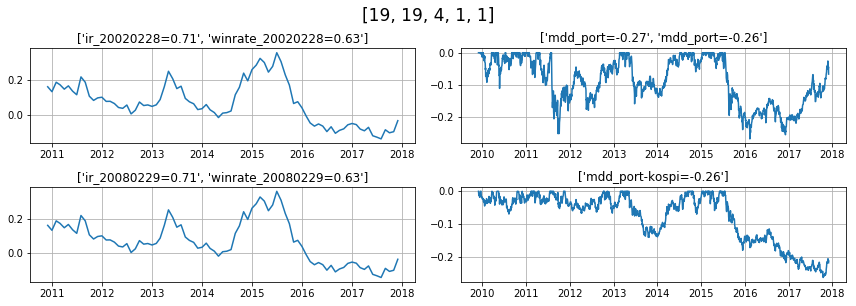 [19, 19, 4, 1, 1]
['ir_20020228=0.71', 'winrate_20020228=0.63']
0.2
0.0
2011 2012 2013 2014 2015 2016 2017 2018
['mdd_port=-0.27', 'mdd_port=-0.26']
0.0
−0.1
−0.2
2010 2011 2012 2013 2014 2015 2016 2017 2018
['ir_20080229=0.71', 'winrate_20080229=0.63']
0.2
0.0
2011 2012 2013 2014 2015 2016 2017 2018
['mdd_port-kospi=-0.26']
0.0
−0.1
−0.2
2010 2011 2012 2013 2014 2015 2016 2017 2018